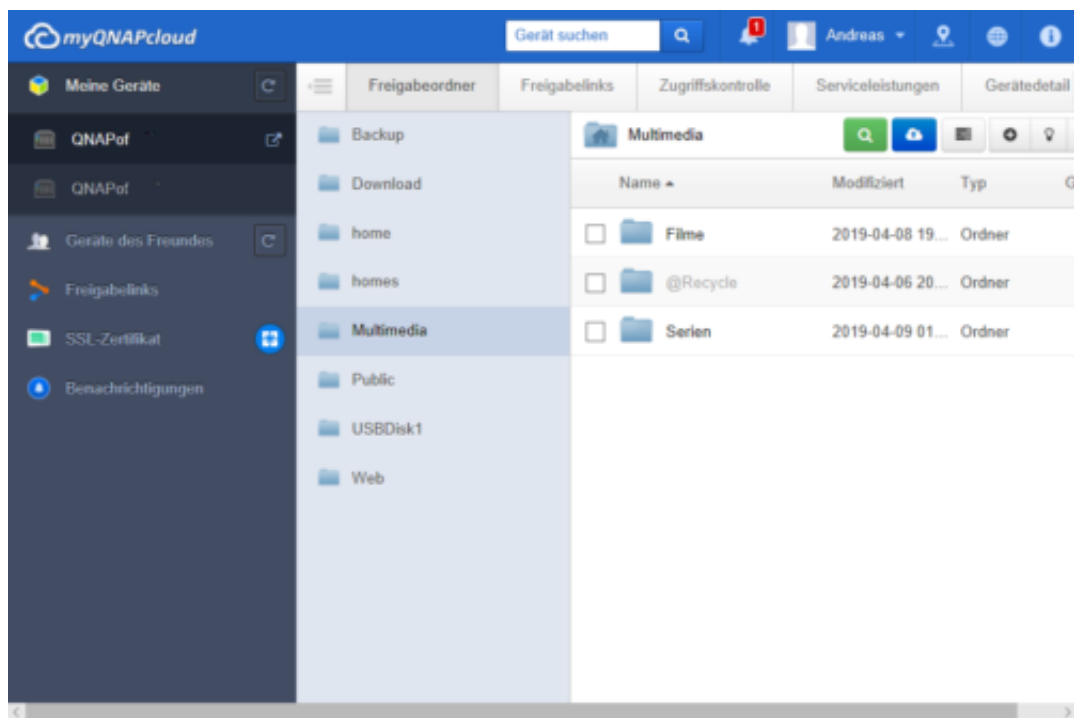 myQNAPcloud
Gerät suchen
1
Andreas
Meine Geräte
QNAPof
QNAPof
Geräte des Freundes
Freigabelinks
SSL-Zertifikat
Benachrichtigungen
Freigabeordner
Freigabelinks
Zugriffskontrolle
Serviceleistungen
Gerätedetail
Backup
Download
home
homes
Multimedia
Public
USBDisk1
Web
Multimedia
Name
Modifiziert
Typ
G
Filme
2019-04-08 19...
Ordner
@Recycle
2019-04-06 20...
Ordner
Serien
2019-04-09 01...
Ordner